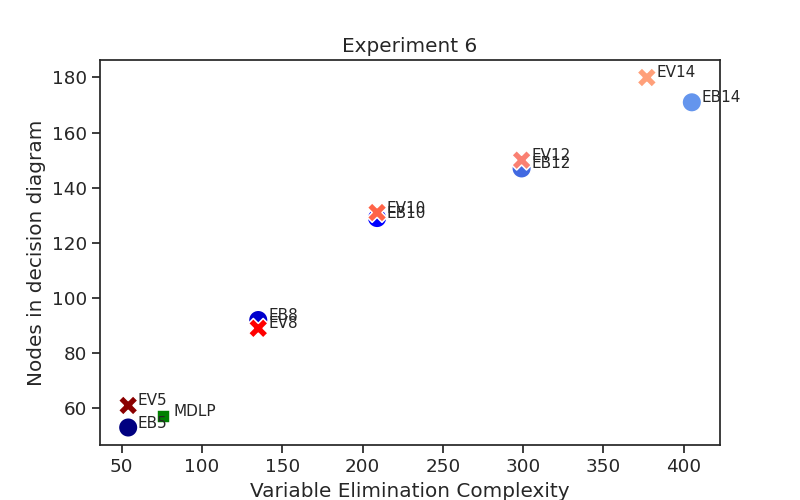 Experiment 6
Nodes in decision diagram
180
160
140
120
100
80
60
EV14
EB14
EV12
EB12
EV10
EB10
EB8
EV8
EV5
MDLP
EB5
50 100 150 200 250 300 350 400
Variable Elimination Complexity